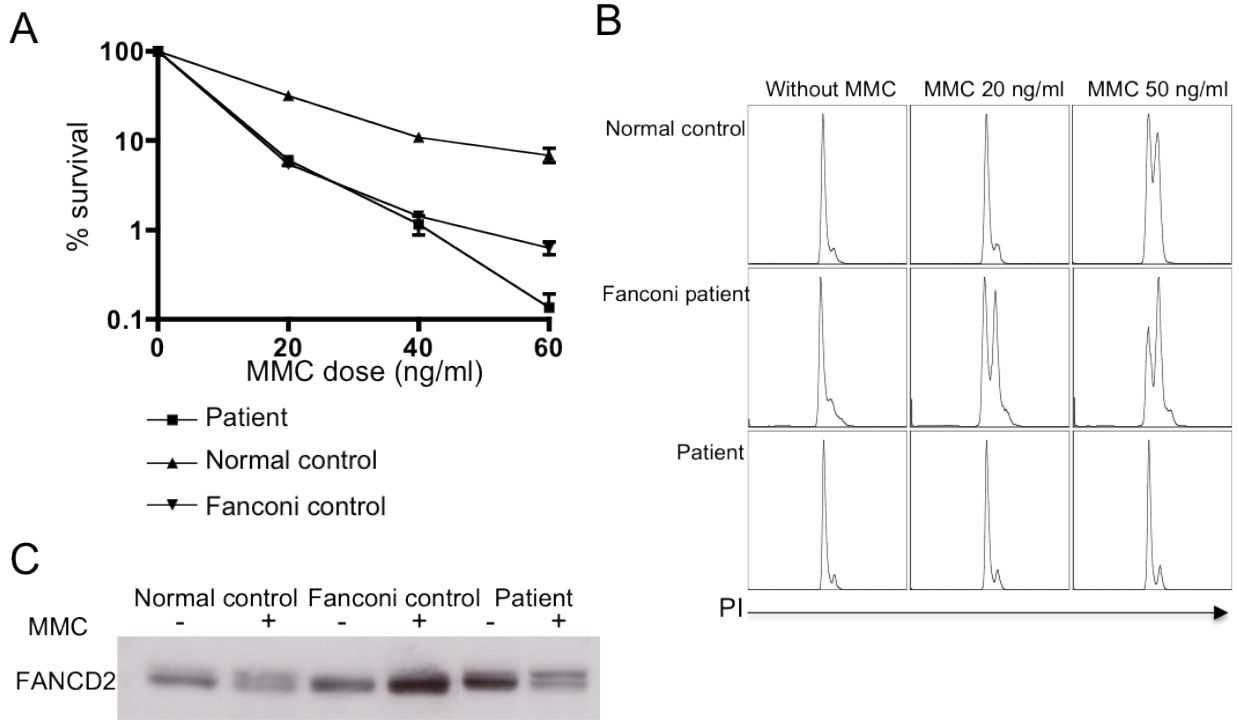 A
100
10
1
0.1
% survival
0 20 40 60
MMC dose (ng/ml)
Patient
Normal control
Fanconi control
B
Without MMC MMC 20 ng/ml MMC 50 ng/ml
Normal control
Fanconi patient
Patient
PI
C
Normal control Fanconi control Patient
MMC - + - + - +
FANCD2